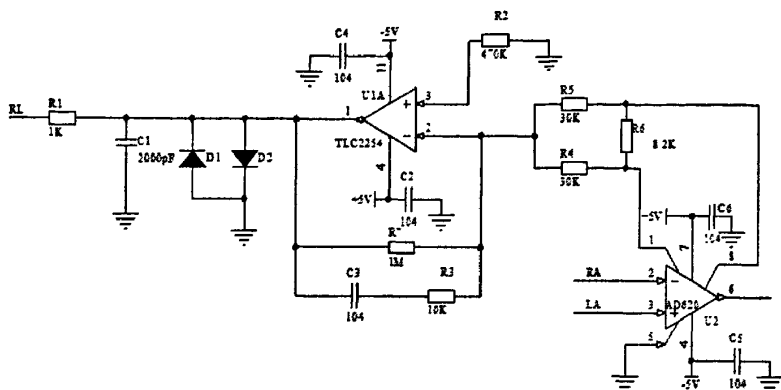 C4
-5V
R2
104
11
470K
U1A
3
R5
RL
R1
1
+
30K
1K
-
2
R6
C1
TLC2254
8.2K
2000pF
D1
D2
4
R4
C2
30K
+5V
104
-5V
C6
104
1
7
8
1M
C3
R3
RA
2
-
6
104
10K
AD620
LA
3
+
U2
5
4
C5
-5V
104